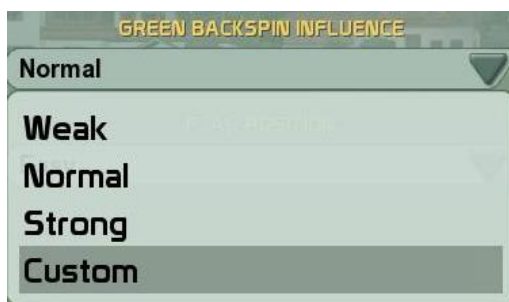 GREEN BACKSPIN INFLUENCE
Normal
Weak
Normal
Strong
Custom